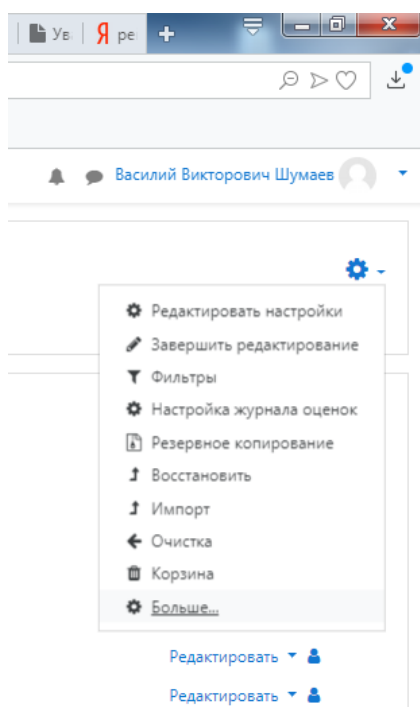 Ув Я ре
Василий Викторович Шумаев
Редактировать настройки
Завершить редактирование
Фильтры
Настройка журнала оценок
Резервное копирование
Восстановить
Импорт
Очистка
Корзина
Больше...
Редактировать
Редактировать